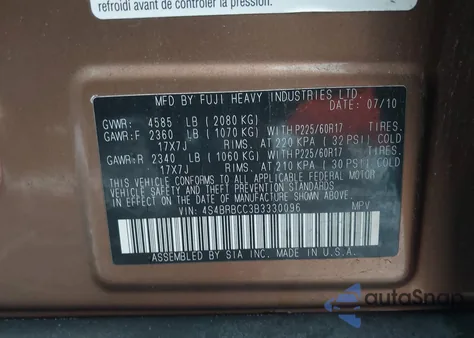 refroidi avant de contrôler la pression.
MFD BY FUJI HEAVY INDUSTRIES LTD.
DATE: 07/10
GVWR: 4585 LB (2080 KG)
GAWR:F 2360 LB (1070 KG) WITH P225/60R17 TIRES.
17X7J RIMS. AT 220 KPA (32 PSI) COLD
GAWR:R 2340 LB (1060 KG) WITH P225/60R17 TIRES.
17X7J RIMS. AT 210 KPA (30 PSI) COLD
THIS VEHICLE CONFORMS TO ALL APPLICABLE FEDERAL MOTOR
VEHICLE SAFETY AND THEFT PREVENTION STANDARDS
IN EFFECT ON THE DATE OF MANUFACTURE SHOWN ABOVE.
VIN: 4S4BRBCC3B3330096 MPV
ASSEMBLED BY SIA INC. MADE IN U.S.A.
autoSnap